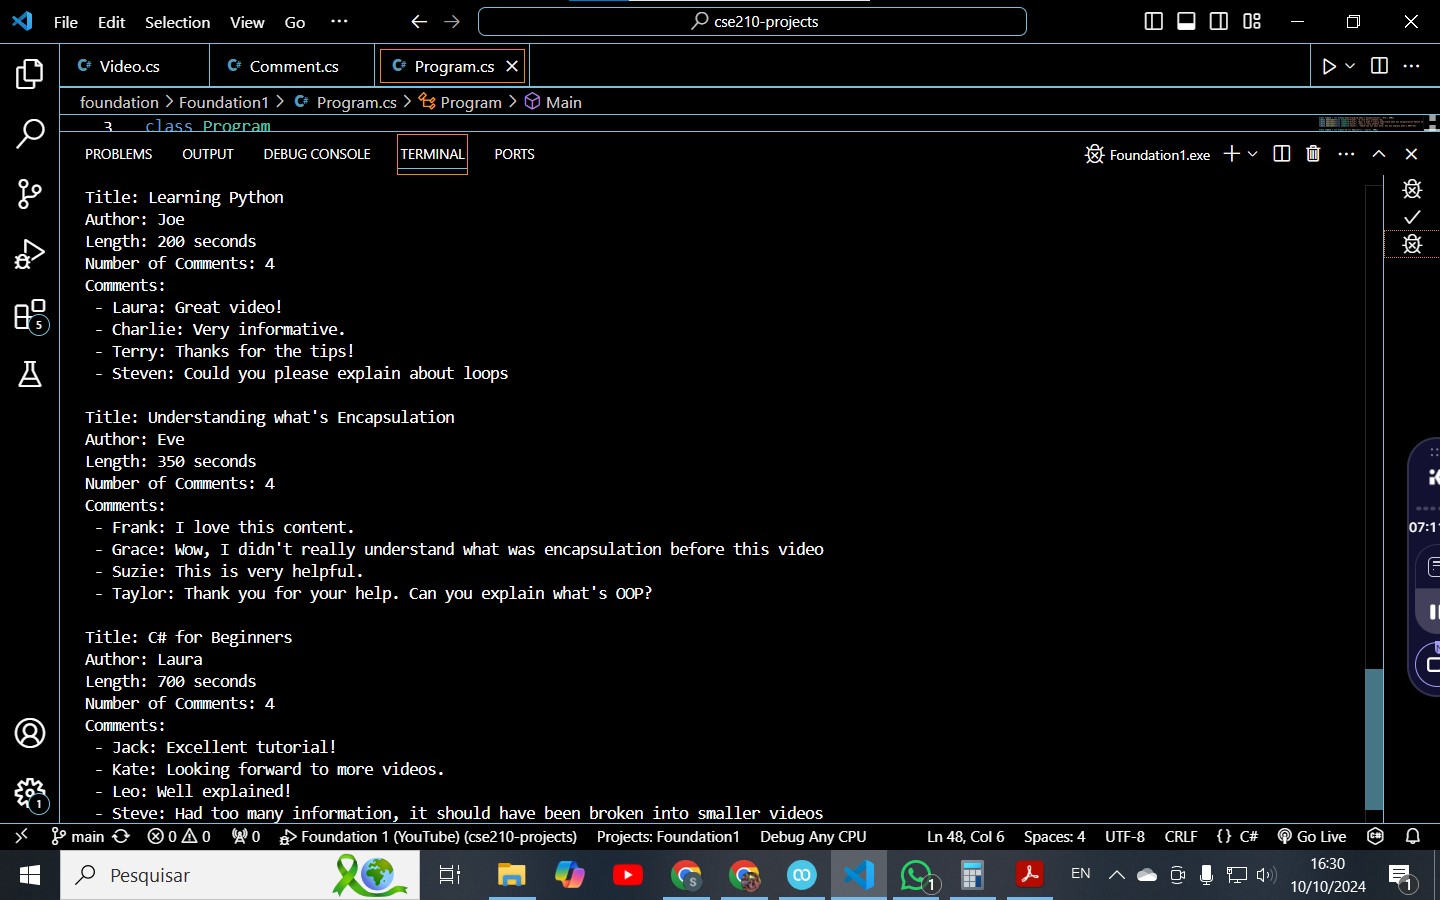 File Edit Selection View Go ··· cse210-projects
Video.cs Comment.cs Program.cs
foundation > Foundation1 > Program.cs > Program > Main
3 class Program
PROBLEMS OUTPUT DEBUG CONSOLE TERMINAL PORTS Foundation1.exe
Title: Learning Python
Author: Joe
Length: 200 seconds
Number of Comments: 4
Comments:
- Laura: Great video!
- Charlie: Very informative.
- Terry: Thanks for the tips!
- Steven: Could you please explain about loops
Title: Understanding what's Encapsulation
Author: Eve
Length: 350 seconds
Number of Comments: 4
Comments:
- Frank: I love this content.
- Grace: Wow, I didn't really understand what was encapsulation before this video
- Suzie: This is very helpful.
- Taylor: Thank you for your help. Can you explain what's OOP?
Title: C# for Beginners
Author: Laura
Length: 700 seconds
Number of Comments: 4
Comments:
- Jack: Excellent tutorial!
- Kate: Looking forward to more videos.
- Leo: Well explained!
- Steve: Had too many information, it should have been broken into smaller videos
5
1
main 0 0 0 Foundation 1 (YouTube) (cse210-projects) Projects: Foundation1 Debug Any CPU Ln 48, Col 6 Spaces: 4 UTF-8 CRLF {} C# Go Live
Pesquisar 1 EN 16:30 1
10/10/2024